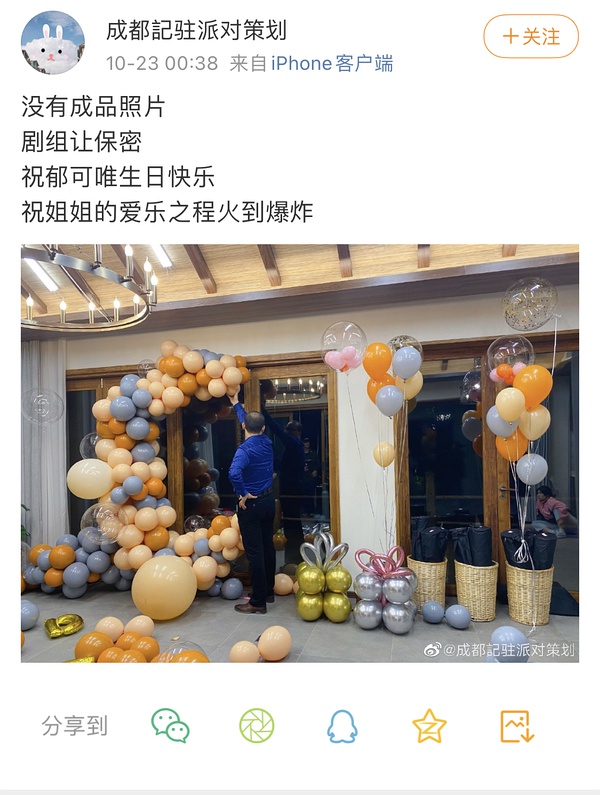 成都記驻派对策划
＋关注
10-23 00:38 来自iPhone客户端
没有成品照片
剧组让保密
祝郁可唯生日快乐
祝姐姐的爱乐之程火到爆炸
@成都記驻派对策划
分享到